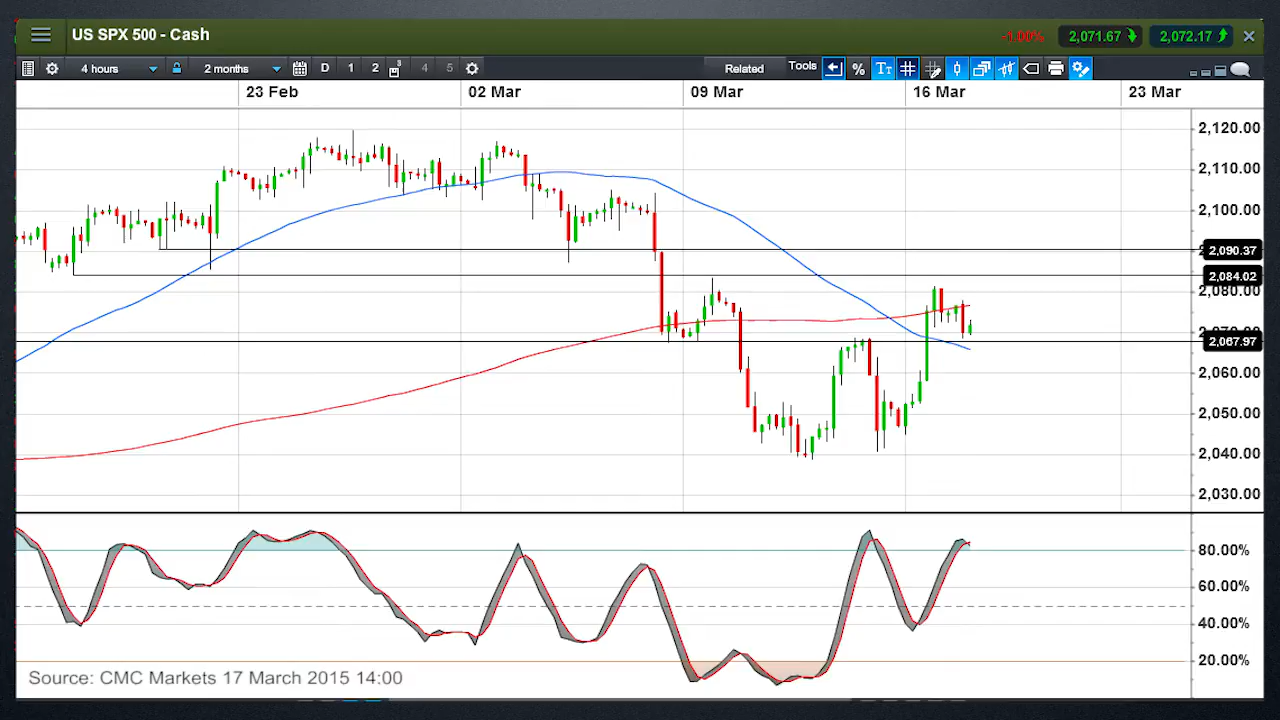 US SPX 500 - Cash
-1.00%
2,071.67
2,072.17
4 hours
2 months
D
1
2
3
4
5
Related
Tools
%
23 Feb
02 Mar
09 Mar
16 Mar
23 Mar
2,120.00
2,110.00
2,100.00
2,090.37
2,084.02
2,080.00
2,067.97
2,060.00
2,050.00
2,040.00
2,030.00
80.00%
60.00%
40.00%
20.00%
Source: CMC Markets 17 March 2015 14:00